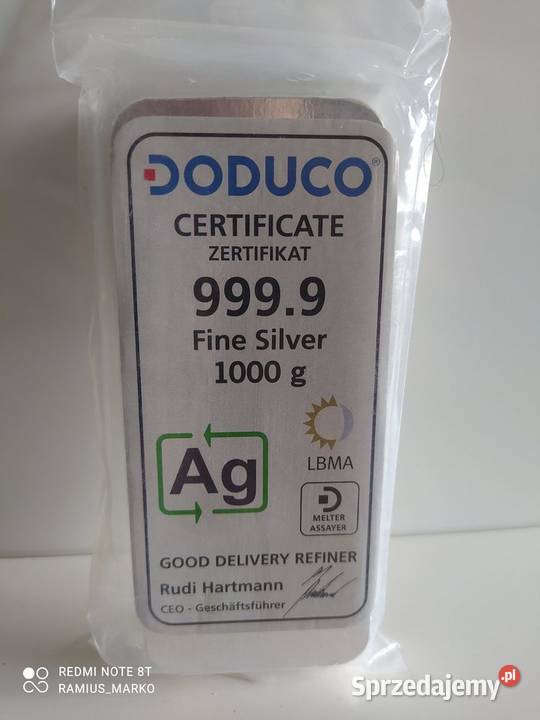 DODUCO®
CERTIFICATE
ZERTIFIKAT
999.9
Fine Silver
1000 g
Ag
LBMA
MELTER
ASSAYER
GOOD DELIVERY REFINER
Rudi Hartmann
CEO - Geschäftsführer
REDMI NOTE 8T
RAMIUS_MARKO
Sprzedajemy.pl